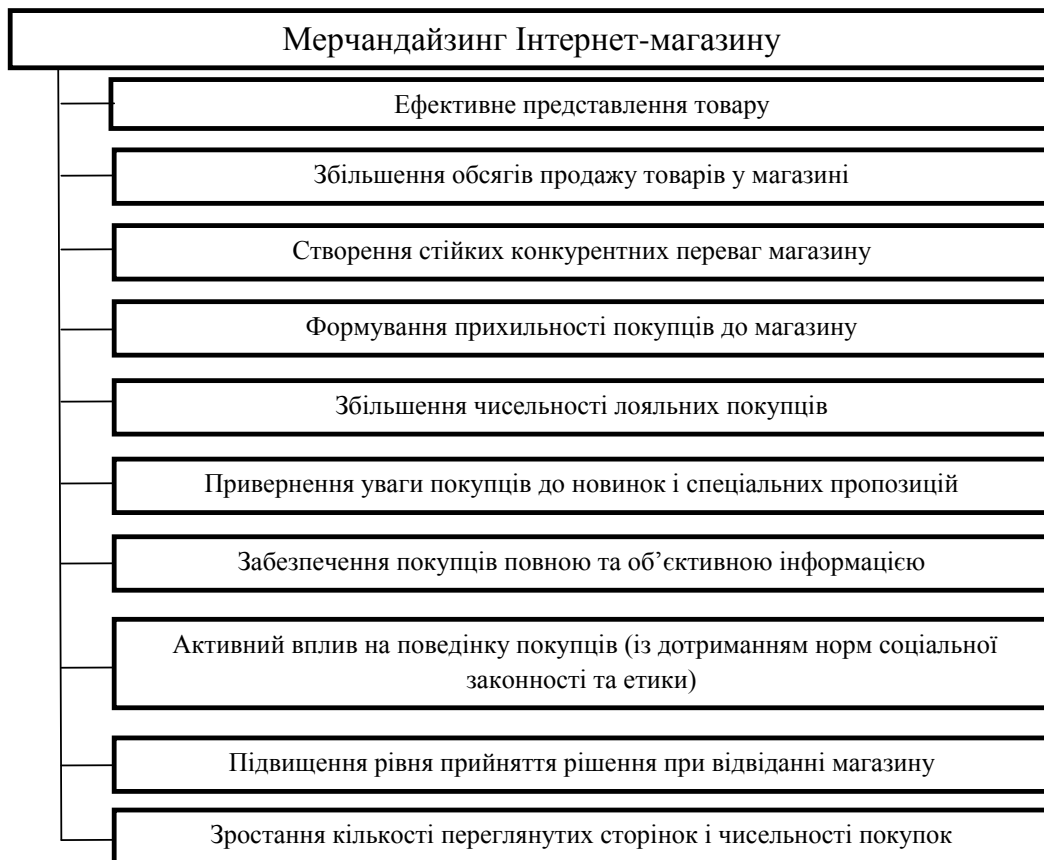 Мерчандайзинг Інтернет-магазину
Ефективне представлення товару
Збільшення обсягів продажу товарів у магазині
Створення стійких конкурентних переваг магазину
Формування прихильності покупців до магазину
Збільшення чисельності лояльних покупців
Привернення уваги покупців до новинок і спеціальних пропозицій
Забезпечення покупців повною та об’єктивною інформацією
Активний вплив на поведінку покупців (із дотриманням норм соціальної
законності та етики)
Підвищення рівня прийняття рішення при відвіданні магазину
Зростання кількості переглянутих сторінок і чисельності покупок